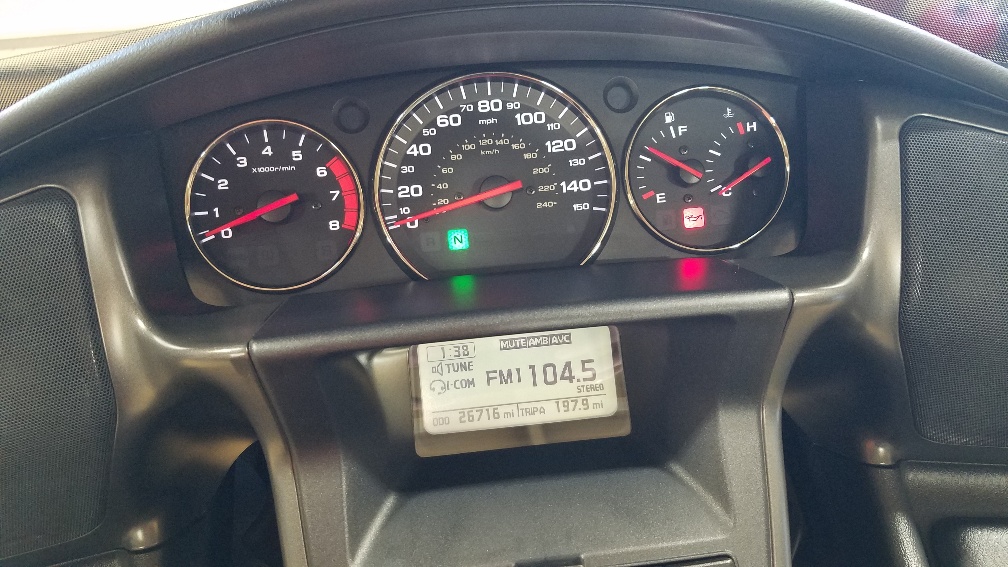 0 1 2 3 4 5 6 7 8
X1000r/min
0 10 20 30 40 50 60 70 80 90 100 110 120 130 140 150
mph
20 40 60 80 100 120 140 160 180 200 220 240
km/h
N
F
E
H
C
1:38
MUTE AMB AVC
TUNE
I-COM
FM1 104.5
STEREO
ODO 26716 mi TRIPA 197.9 mi